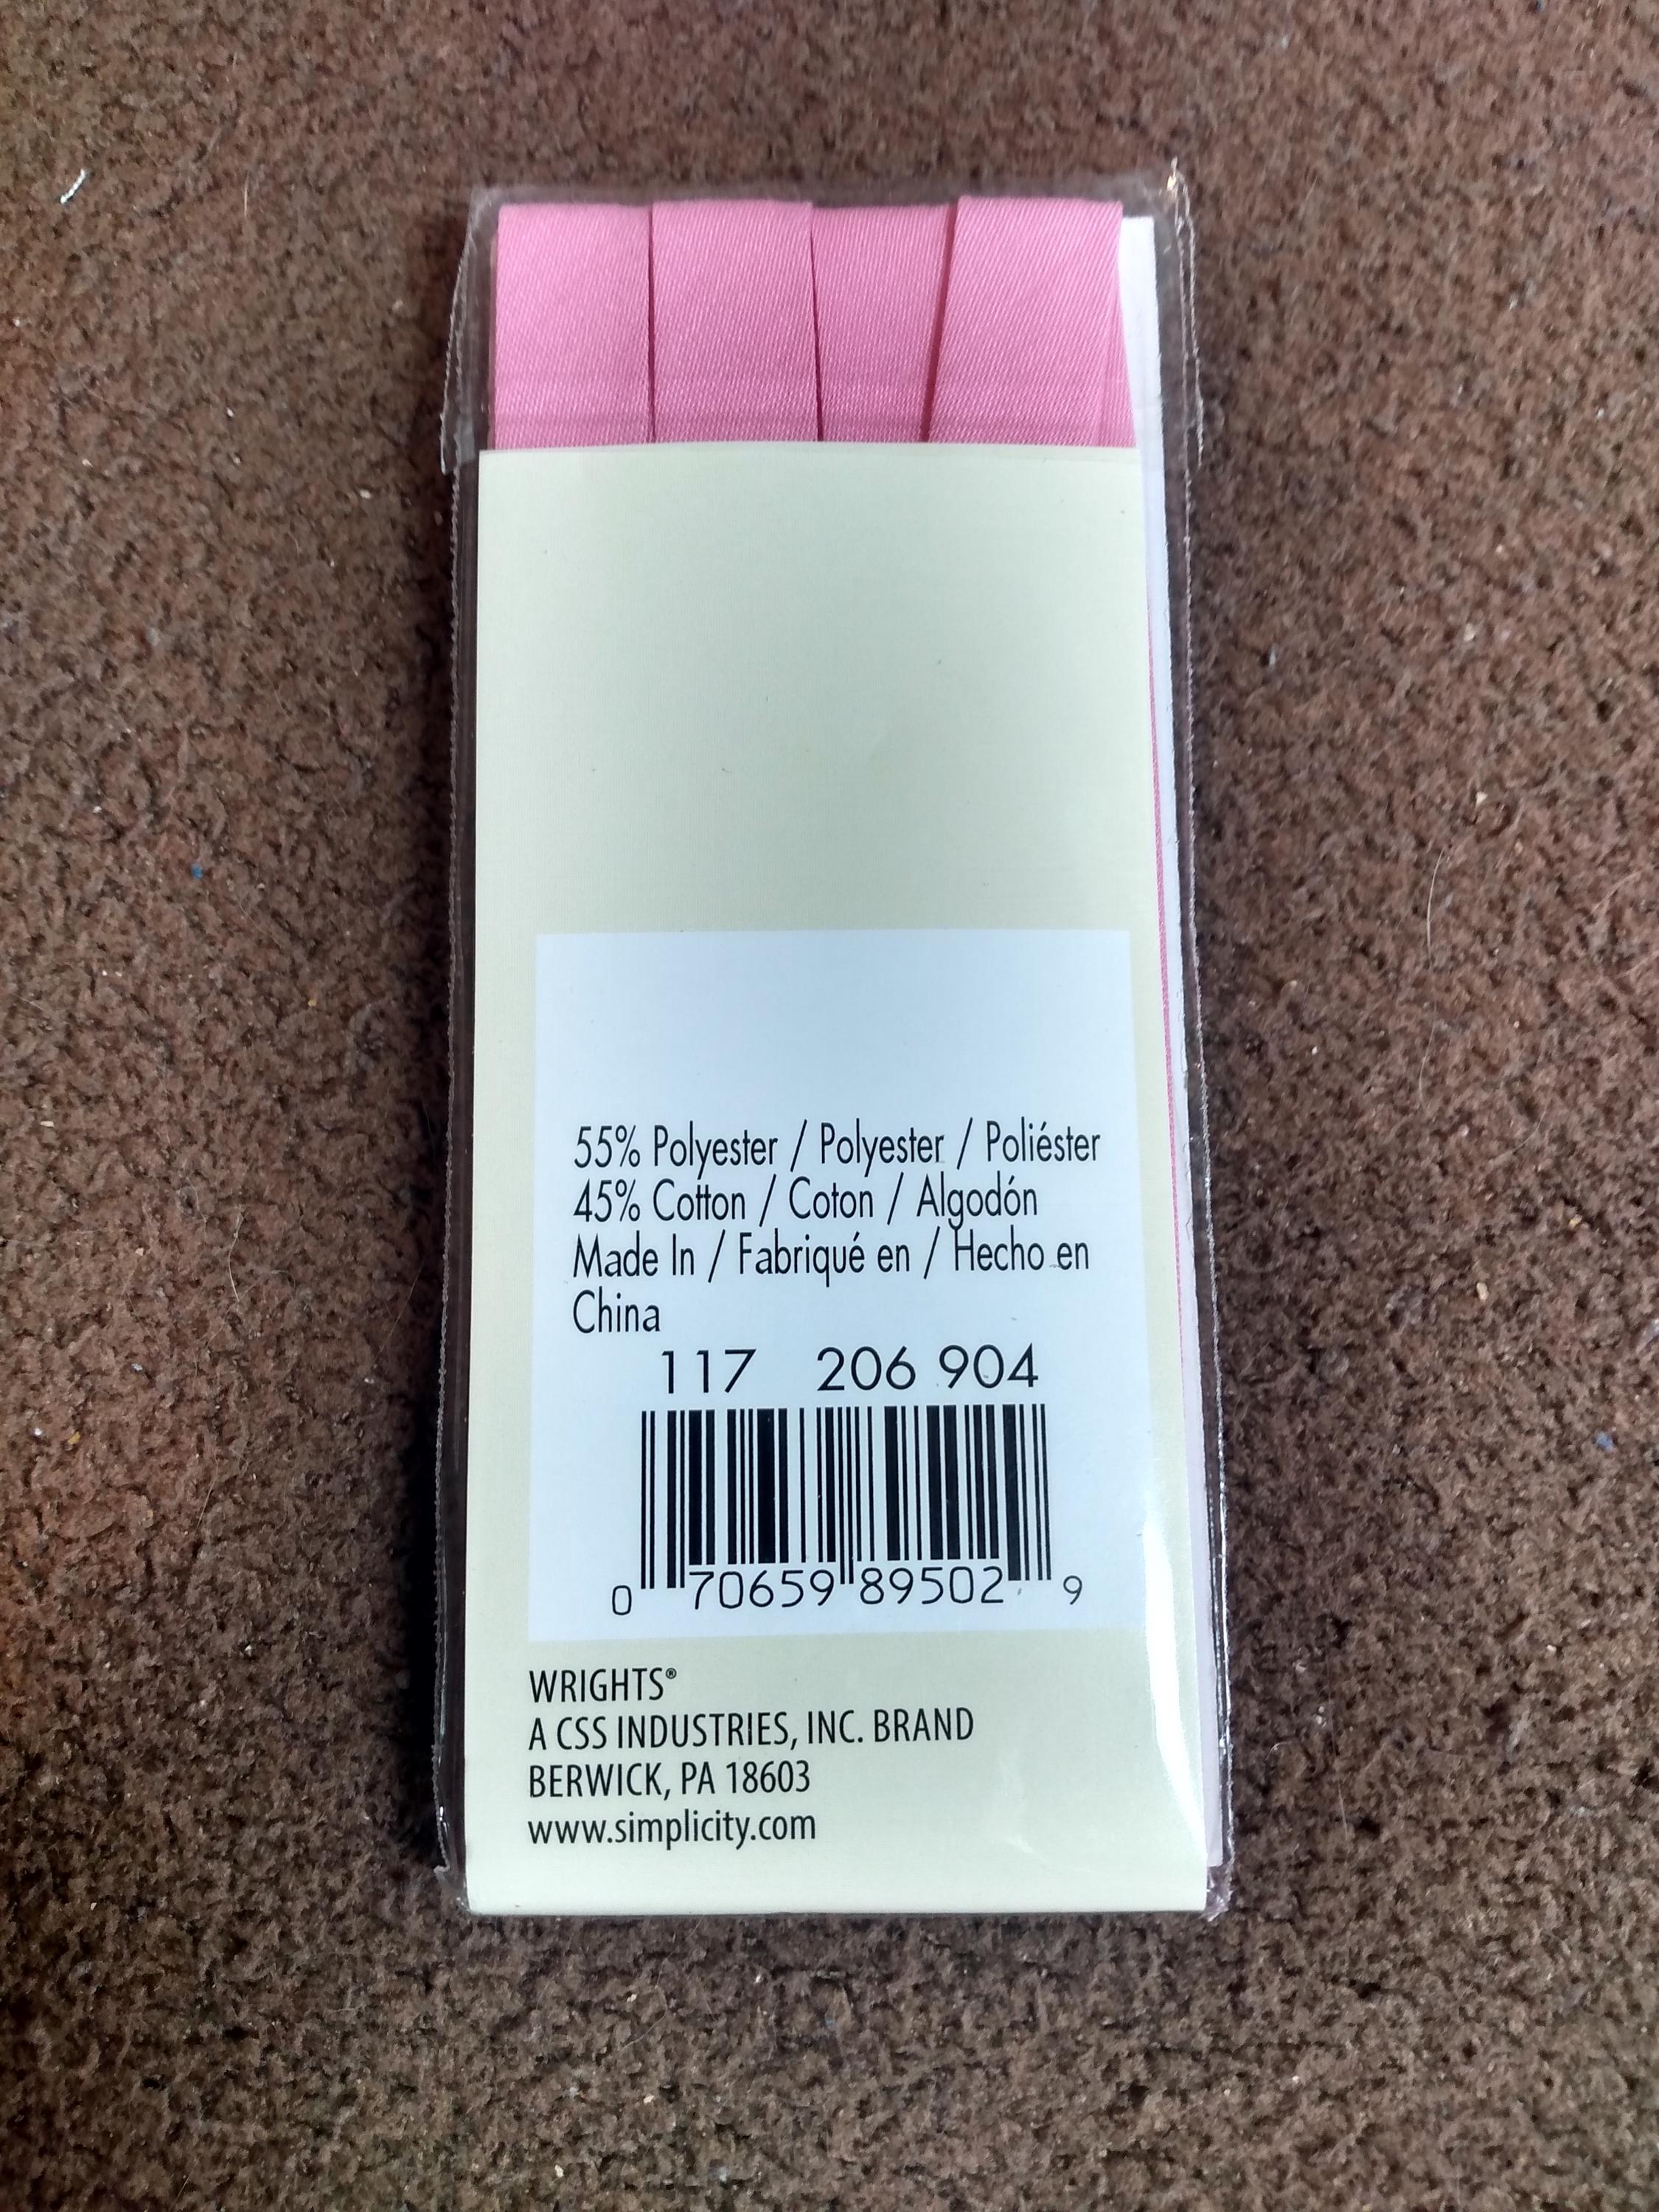 55% Polyester / Polyester / Poliéster
45% Cotton / Coton / Algodón
Made In / Fabriqué en / Hecho en
China
117 206 904
0 70659 89502 9
WRIGHTS®
A CSS INDUSTRIES, INC. BRAND
BERWICK, PA 18603
www.simplicity.com